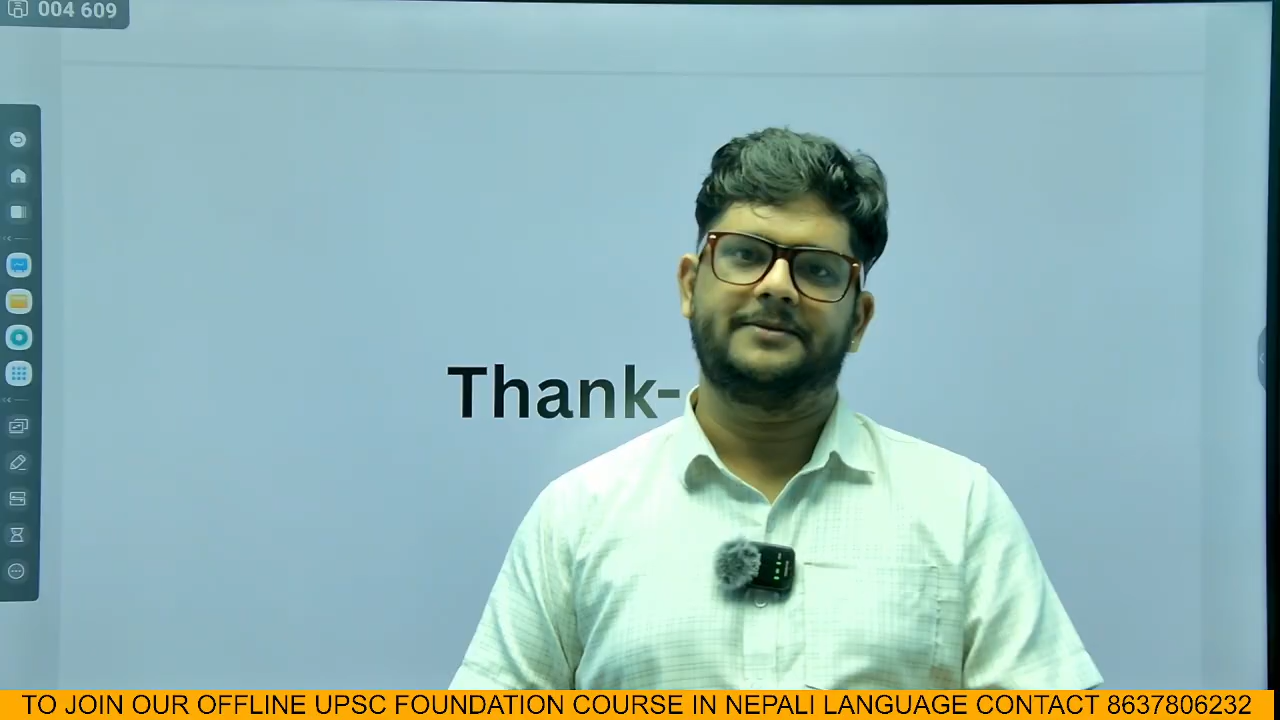 004 609
Thank-
TO JOIN OUR OFFLINE UPSC FOUNDATION COURSE IN NEPALI LANGUAGE CONTACT 8637806232